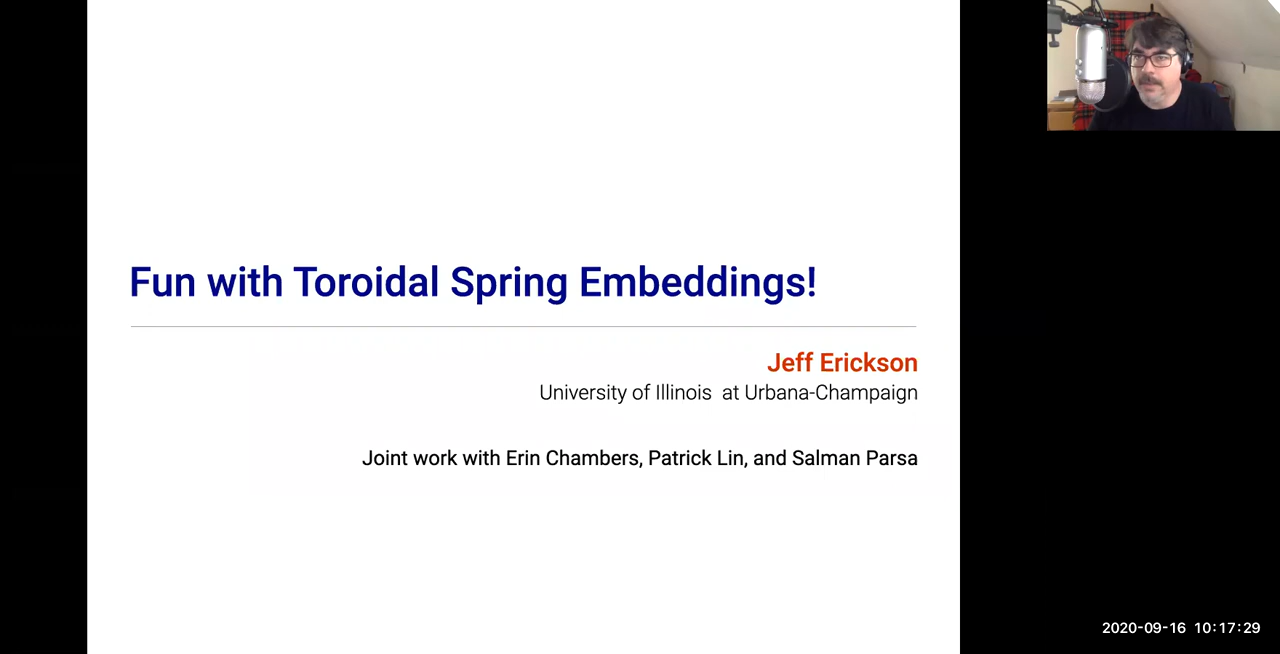 Fun with Toroidal Spring Embeddings!
Jeff Erickson
University of Illinois at Urbana-Champaign
Joint work with Erin Chambers, Patrick Lin, and Salman Parsa
2020-09-16 10:17:29